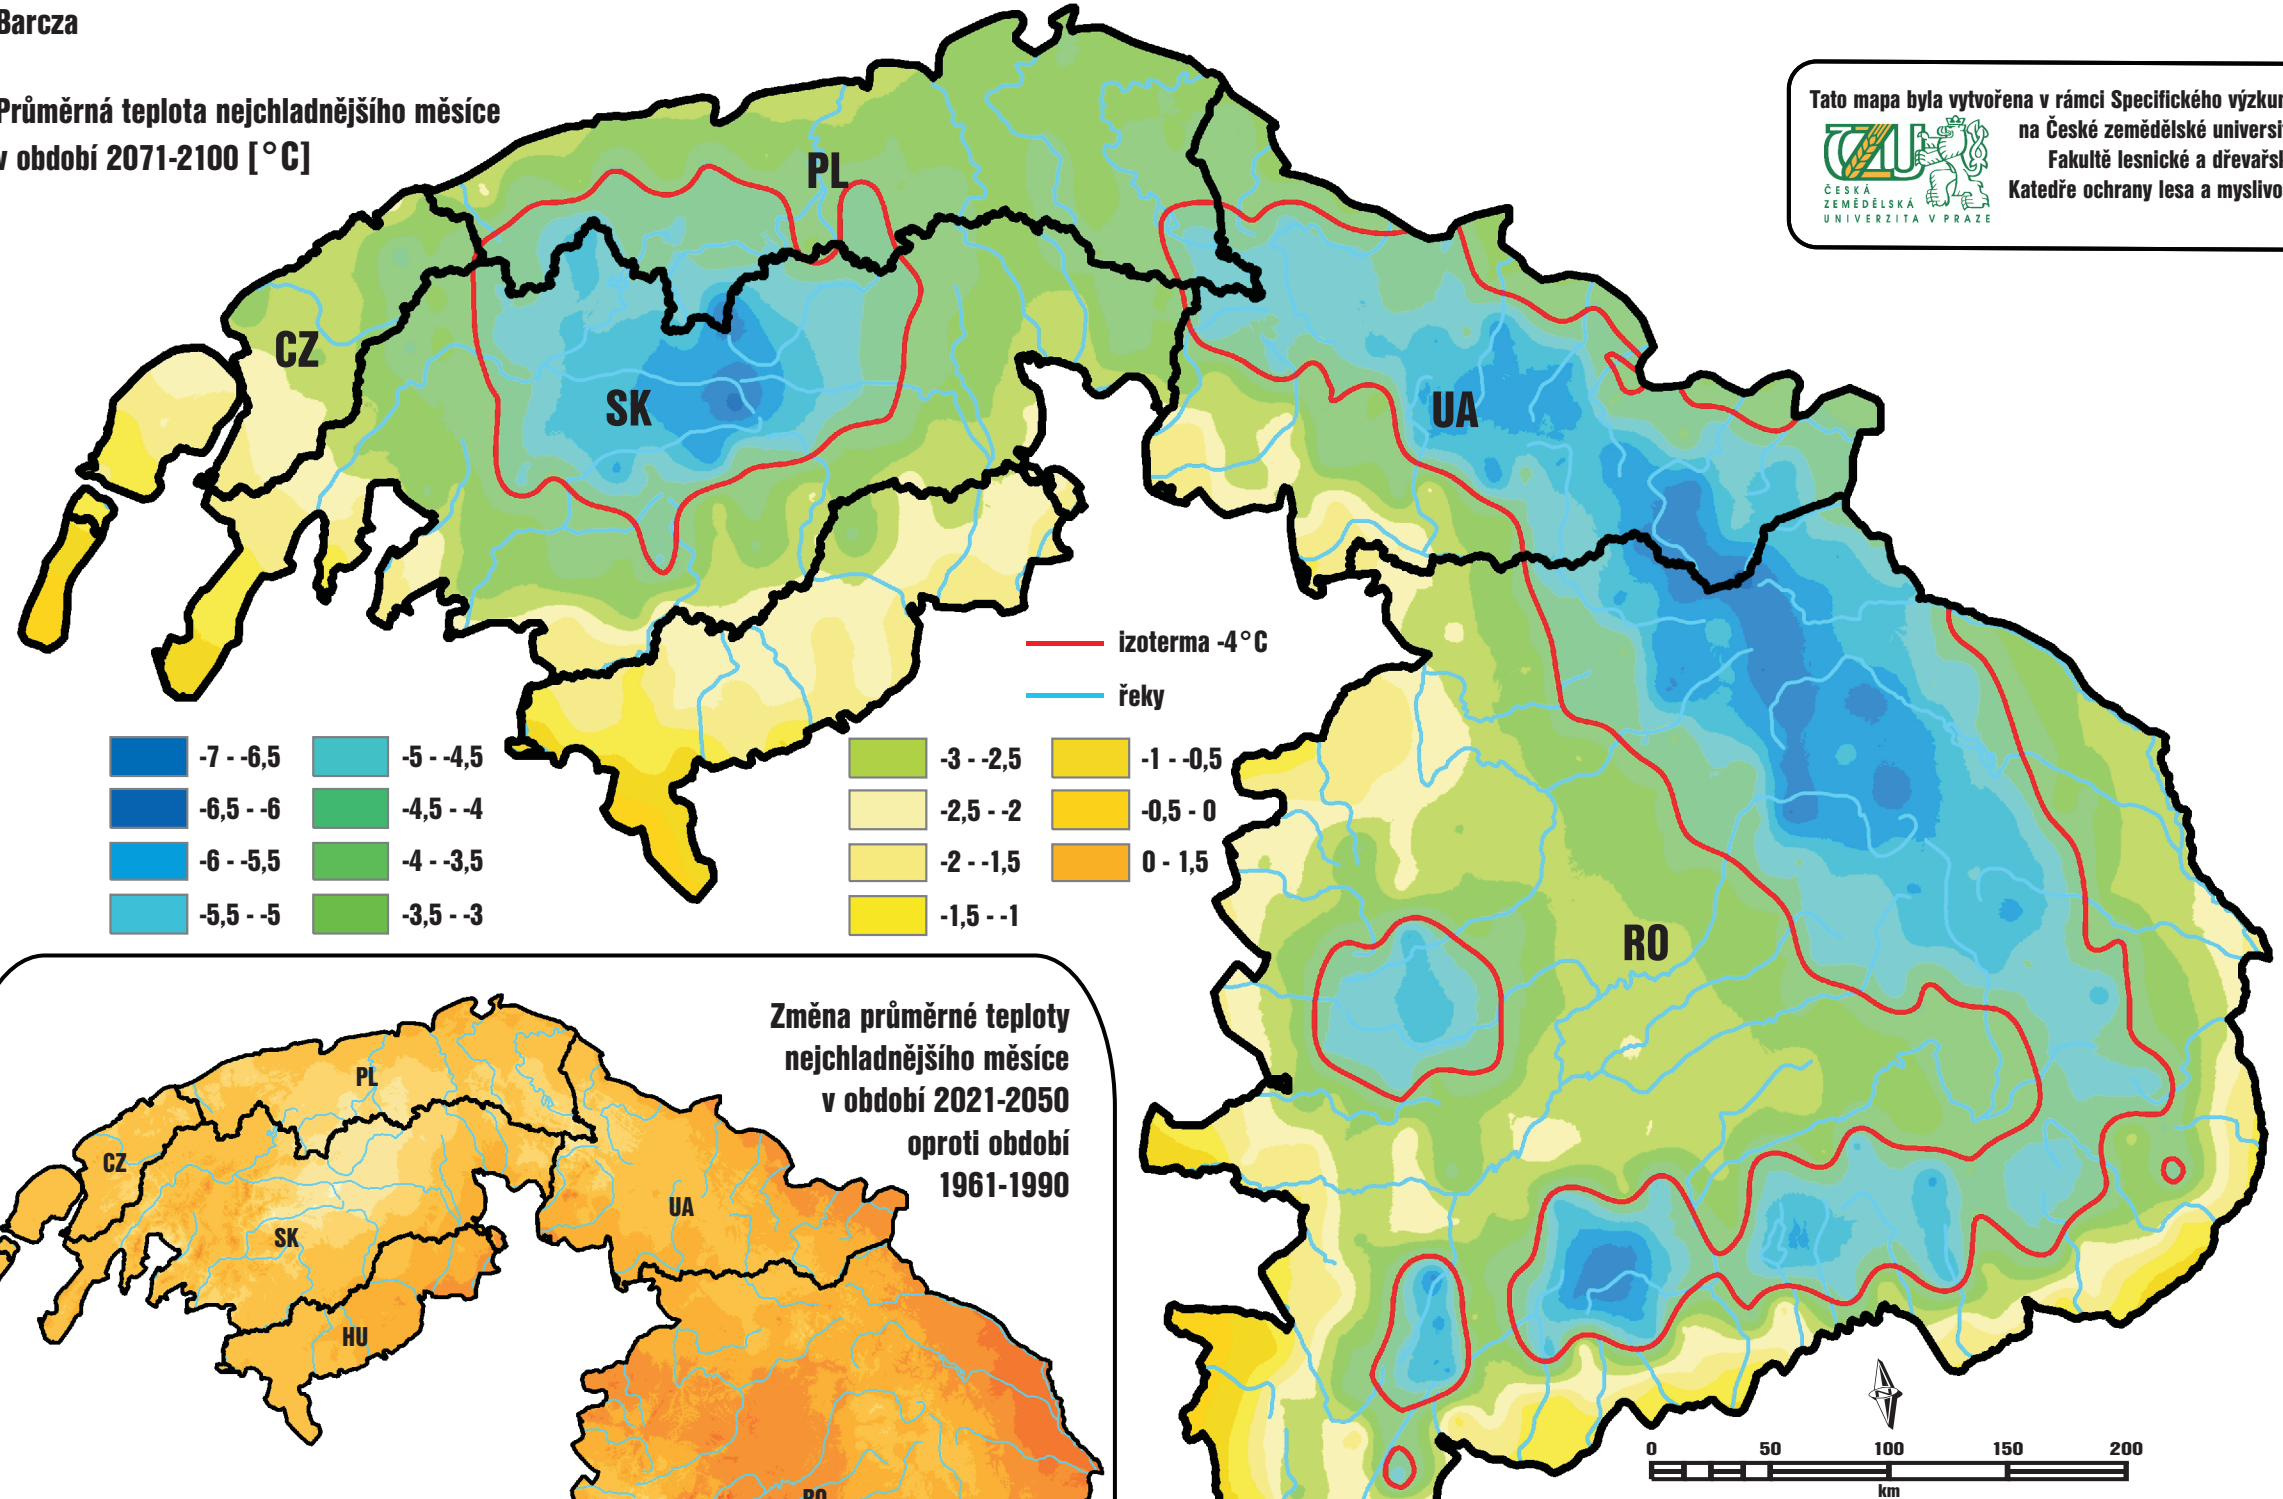 Barcza
Průměrná teplota nejchladnějšího měsíce
v období 2071-2100 [°C]
Tato mapa byla vytvořena v rámci Specifického
na České zemědělské
Fakultě lesnické a
Katedře ochrany lesa a
ČESKÁ
ZEMĚDĚLSKÁ
UNIVERZITA V PRAZE
PL
CZ
SK
UA
RO
izoterma -4°C
řeky
-7 - -6,5
-6,5 - -6
-6 - -5,5
-5,5 - -5
-5 - -4,5
-4,5 - -4
-4 - -3,5
-3,5 - -3
-3 - -2,5
-2,5 - -2
-2 - -1,5
-1,5 - -1
-1 - -0,5
-0,5 - 0
0 - 1,5
Změna průměrné teploty
nejchladnějšího měsíce
v období 2021-2050
oproti období
1961-1990
PL
CZ
SK
UA
HU
RO
0 50 100 150 200
km